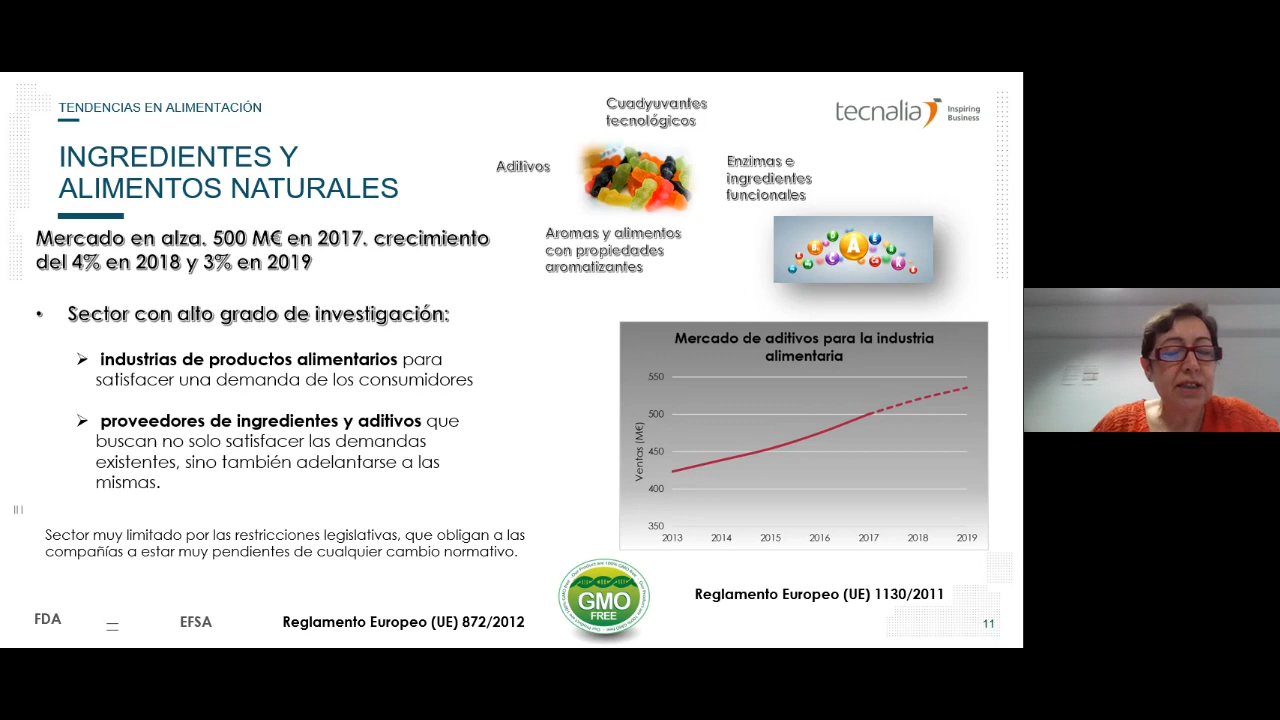 TENDENCIAS EN ALIMENTACIÓN
INGREDIENTES Y
ALIMENTOS NATURALES
Mercado en alza. 500 M€ en 2017. crecimiento
del 4% en 2018 y 3% en 2019
• Sector con alto grado de investigación:
➢ industrias de productos alimentarios para
satisfacer una demanda de los consumidores
➢ proveedores de ingredientes y aditivos que
buscan no solo satisfacer las demandas
existentes, sino también adelantarse a las
mismas.
Sector muy limitado por las restricciones legislativas, que obligan a las
compañías a estar muy pendientes de cualquier cambio normativo.
FDA
EFSA
Reglamento Europeo (UE) 872/2012
Cuadyuvantes
tecnológicos
Aditivos
Enzimas e
ingredientes
funcionales
Aromas y alimentos
con propiedades
aromatizantes
tecnalia
Inspiring
Business
A
Mercado de aditivos para la industria
alimentaria
Ventas (M€)
550
500
450
400
350
2013 2014 2015 2016 2017 2018 2019
GMO
FREE
Reglamento Europeo (UE) 1130/2011
11